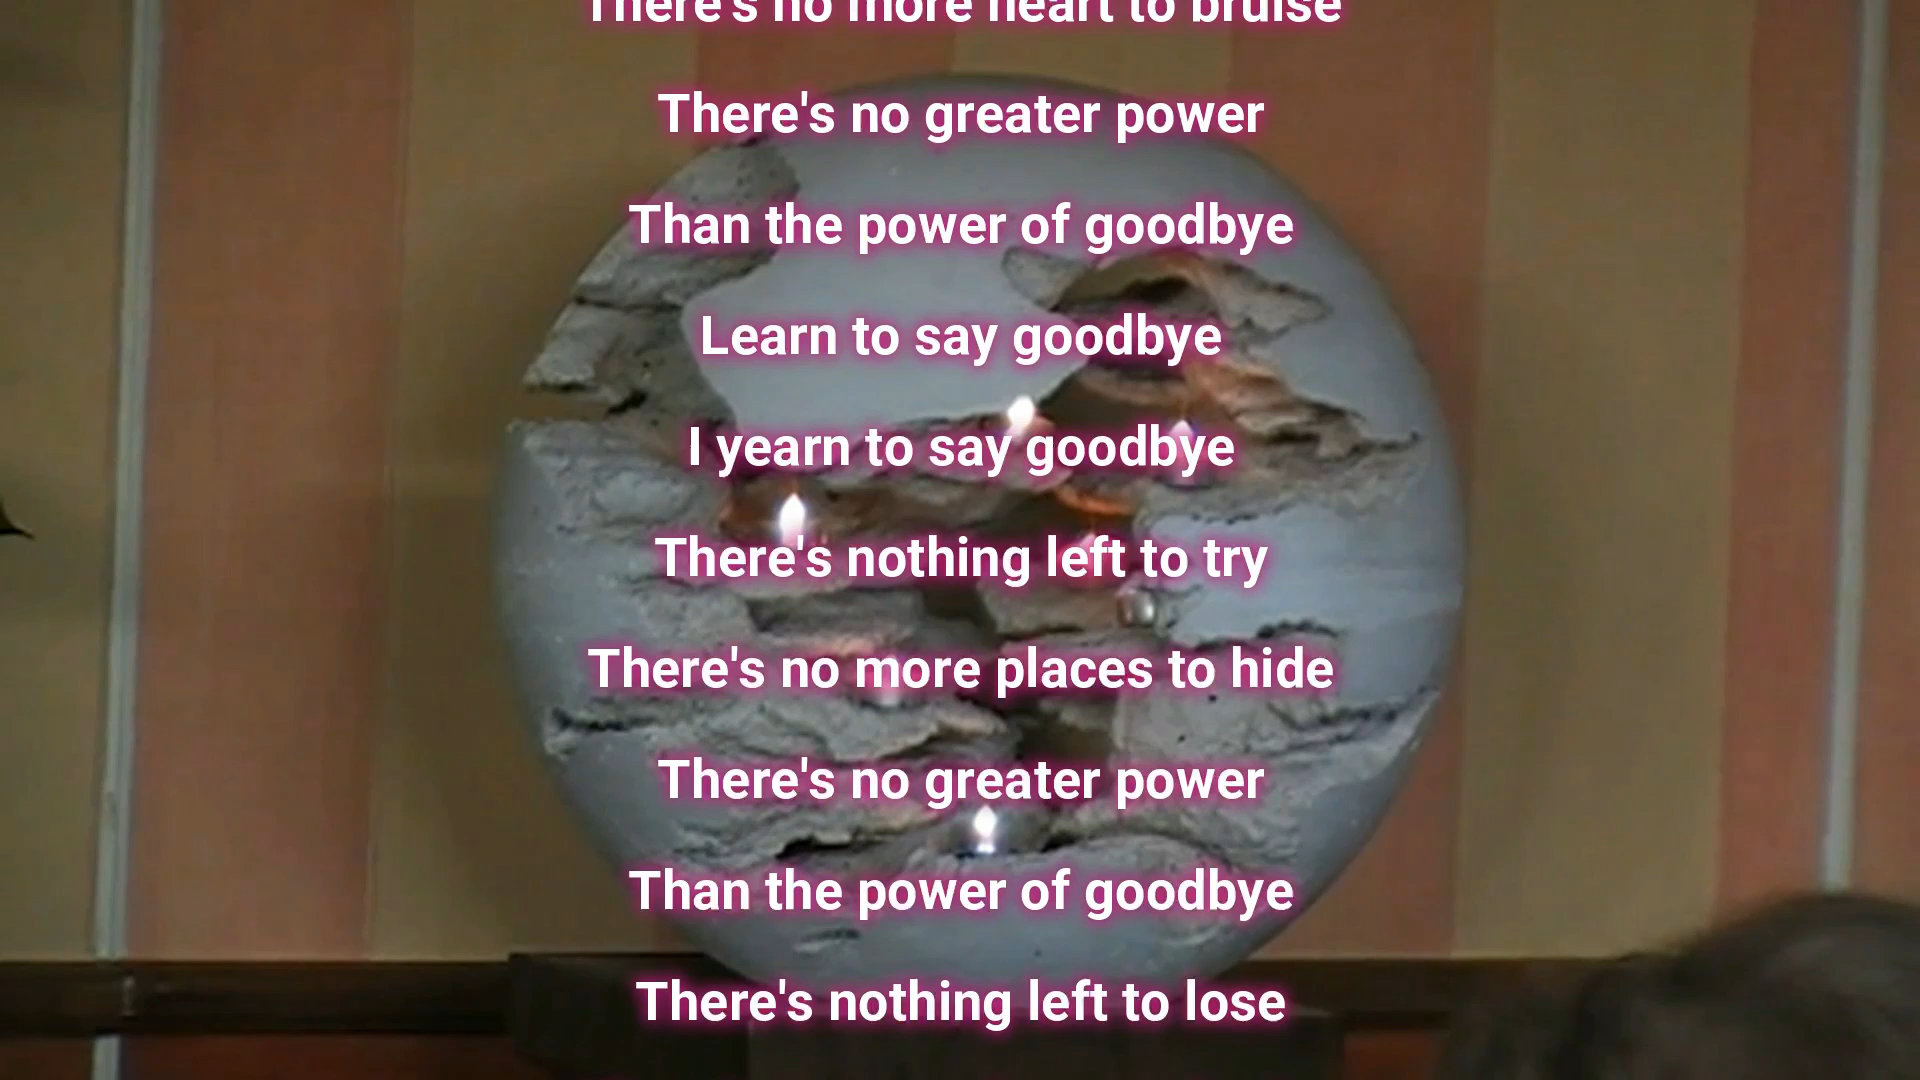 There's no more heart to bruise
There's no greater power
Than the power of goodbye
Learn to say goodbye
I yearn to say goodbye
There's nothing left to try
There's no more places to hide
There's no greater power
Than the power of goodbye
There's nothing left to lose